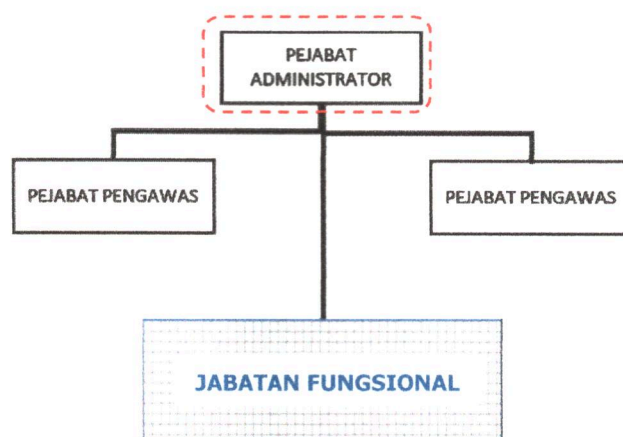 PEJABAT
ADMINISTRATOR
PEJABAT PENGAWAS
PEJABAT PENGAWAS
JABATAN FUNGSIONAL